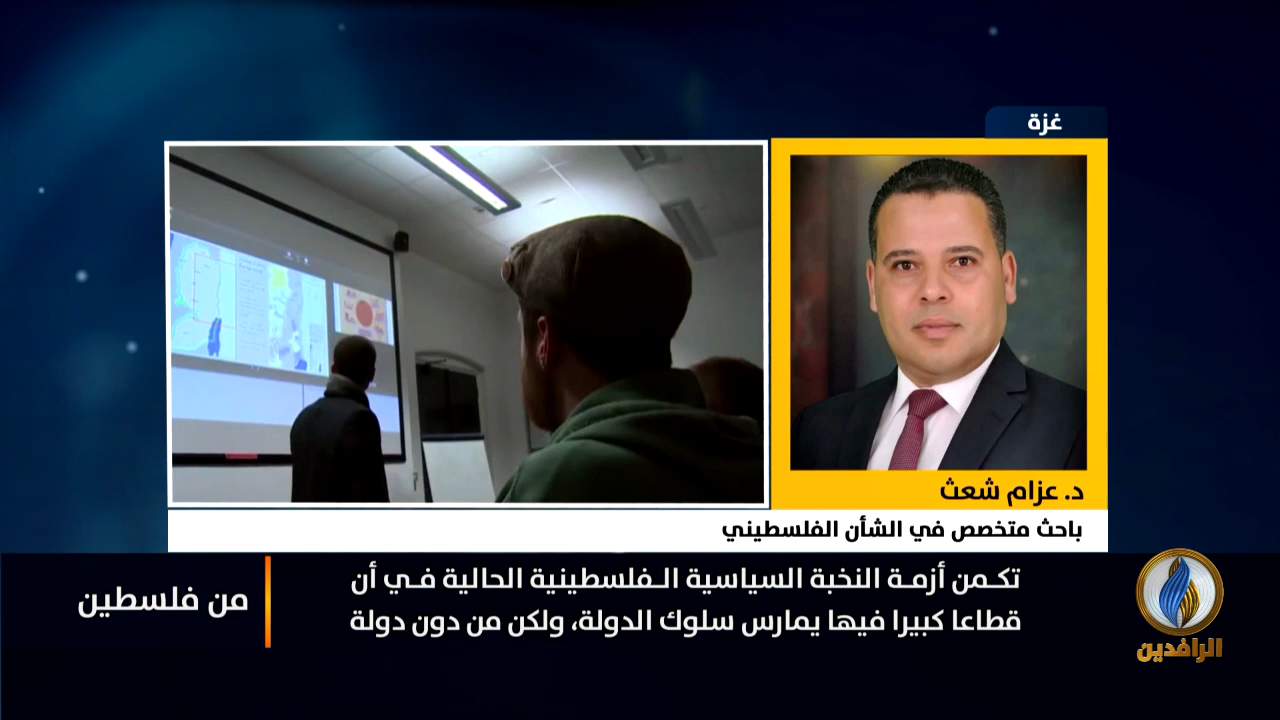 غزة
د. عزام شعث
باحث متخصص في الشأن الفلسطيني
تكمن أزمة النخبة السياسية الفلسطينية الحالية في أن
قطاعا كبيرا فيها يمارس سلوك الدولة، ولكن من دون دولة
من فلسطين
الرافدين